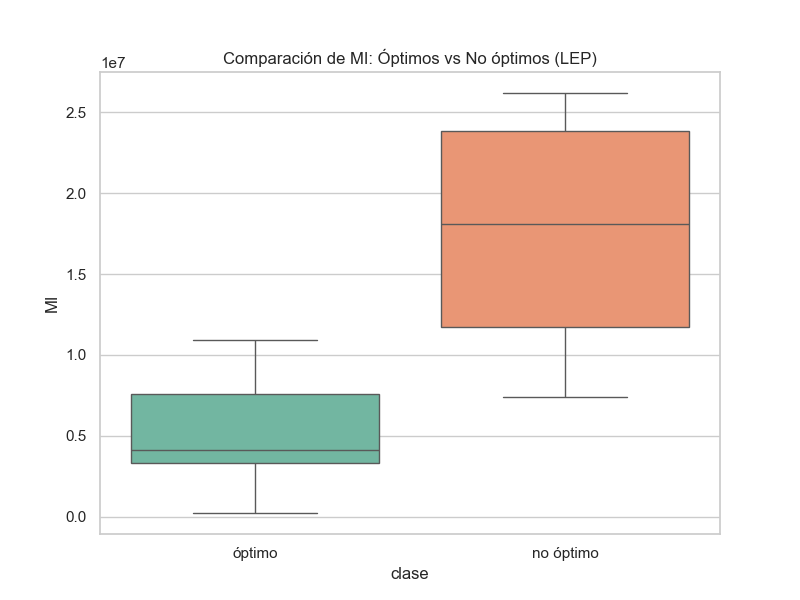 Comparación de MI: Óptimos vs No óptimos (LEP)
1e7
2.5
2.0
1.5
1.0
0.5
0.0
MI
óptimo
no óptimo
clase